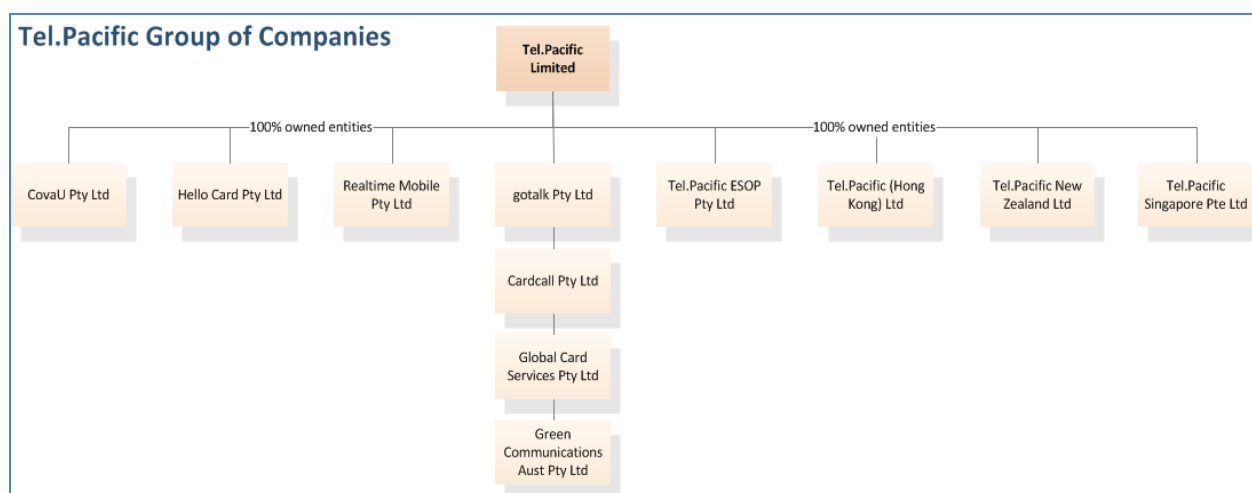 Tel.Pacific Group of Companies
Tel.Pacific
Limited
100% owned entities
100% owned entities
CovaU Pty Ltd
Hello Card Pty Ltd
Realtime Mobile
Pty Ltd
gotalk Pty Ltd
Tel.Pacific ESOP
Pty Ltd
Tel.Pacific (Hong
Kong) Ltd
Tel.Pacific New
Zealand Ltd
Tel.Pacific
Singapore Pte Ltd
Cardcall Pty Ltd
Global Card
Services Pty Ltd
Green
Communications
Aust Pty Ltd